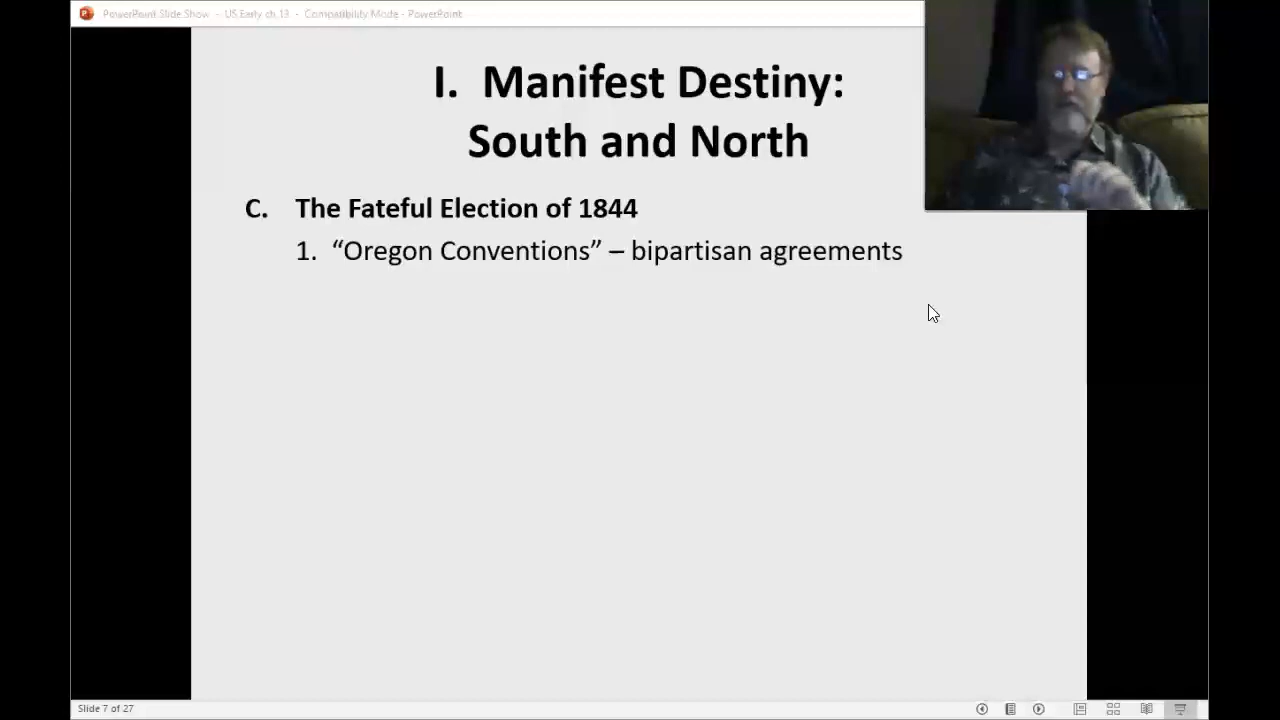 PowerPoint Slide Show - US Early ch 13 - Compatibility Mode - PowerPoint
I. Manifest Destiny:
South and North
C. The Fateful Election of 1844
1. “Oregon Conventions” – bipartisan agreements
Slide 7 of 27